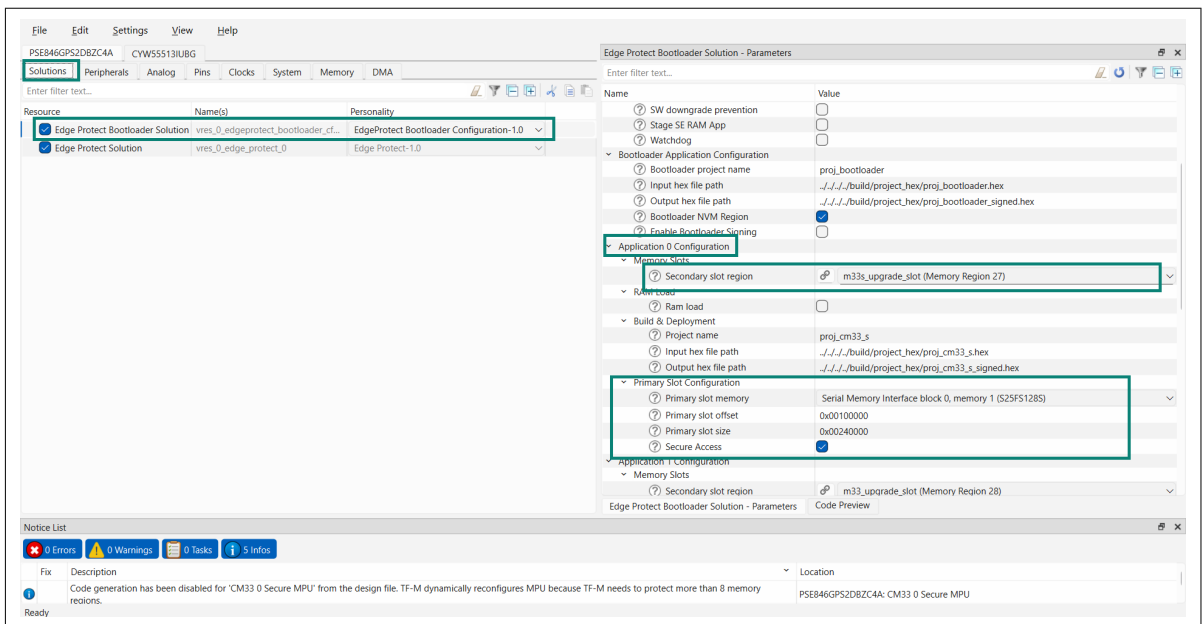 File Edit Settings View Help
PSE846GPS2DBZC4A CYW55513IUBG
Solutions Peripherals Analog Pins Clocks System Memory DMA
Enter filter text...
Resource Name(s) Personality
Edge Protect Bootloader Solution vres_0_edgeprotect_bootloader_cf... EdgeProtect Bootloader Configuration-1.0
Edge Protect Solution vres_0_edge_protect_0 Edge Protect-1.0
Edge Protect Bootloader Solution - Parameters
Enter filter text...
Name Value
SW downgrade prevention
Stage SE RAM App
Watchdog
Bootloader Application Configuration
Bootloader project name proj_bootloader
Input hex file path ../../../../build/project_hex/proj_bootloader.hex
Output hex file path ../../../../build/project_hex/proj_bootloader_signed.hex
Bootloader NVM Region
Enable Bootloader Signing
Application 0 Configuration
Memory Slots
Secondary slot region m33s_upgrade_slot (Memory Region 27)
RAM Load
Ram load
Build & Deployment
Project name proj_cm33_s
Input hex file path ../../../../build/project_hex/proj_cm33_s.hex
Output hex file path ../../../../build/project_hex/proj_cm33_s_signed.hex
Primary Slot Configuration
Primary slot memory Serial Memory Interface block 0, memory 1 (S25FS128S)
Primary slot offset 0x00100000
Primary slot size 0x00240000
Secure Access
Application 1 Configuration
Memory Slots
Secondary slot region m33_upgrade_slot (Memory Region 28)
Edge Protect Bootloader Solution - Parameters Code Preview
Notice List
0 Errors 0 Warnings 0 Tasks 5 Infos
Fix Description Location
Code generation has been disabled for 'CM33 0 Secure MPU' from the design file. TF-M dynamically reconfigures MPU because TF-M needs to protect more than 8 memory
regions. PSE846GPS2DBZC4A: CM33 0 Secure MPU
Ready